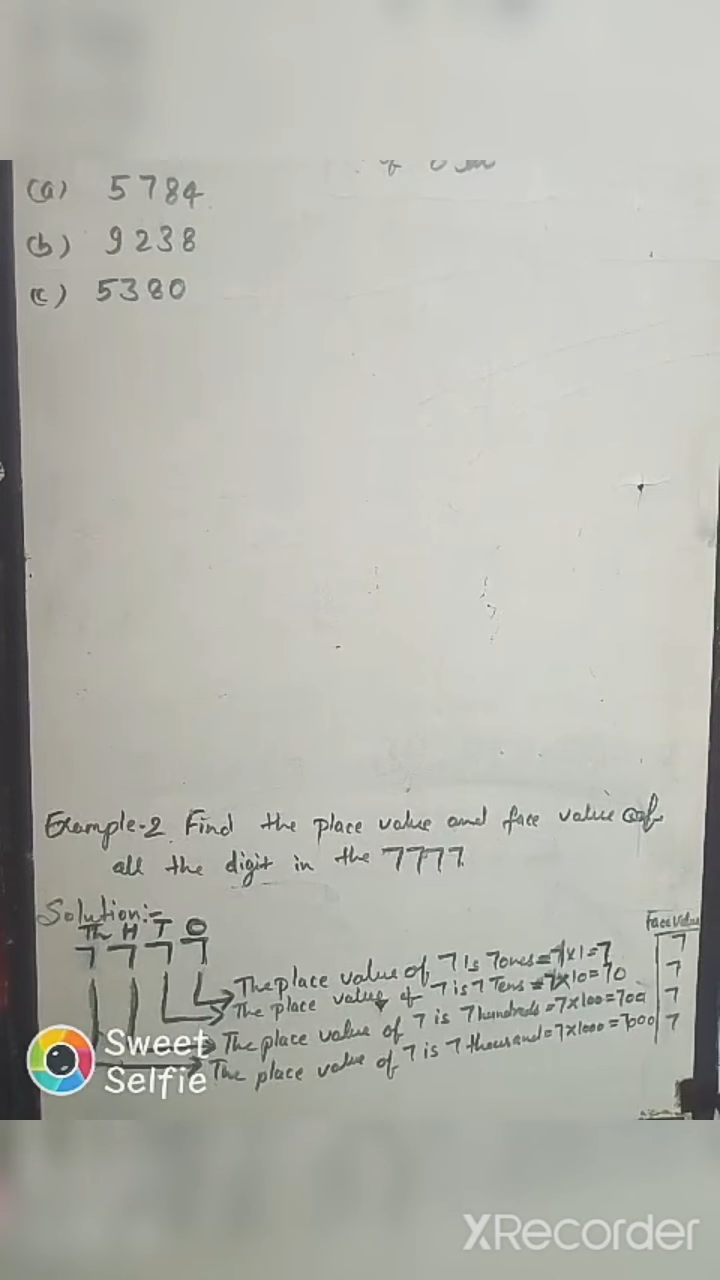 (a) 5784
(b) 9238
(c) 5380
Example-2. Find the place value and face value of
all the digit in the 7777.
Solution:-
Th H T O
Face Value
7 7 7 7
7
The place value of 7 is 7ones=7x1=7
7
The place value of 7 is 7 Tens =7x10=70
7
The place value of 7 is 7 hundreds =7x100=700
7
The place value of 7 is 7 thousand=7x1000=7000
Sweet
Selfie
XRecorder